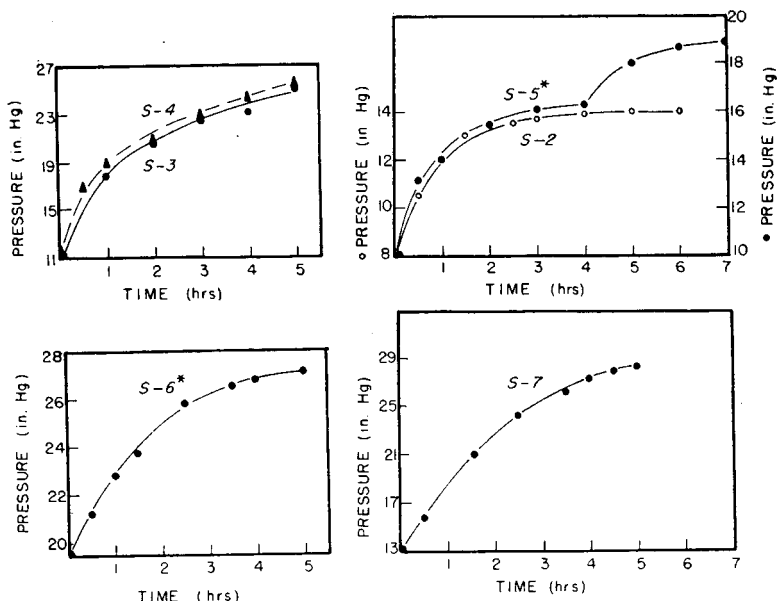 27
23
19
15
11
PRESSURE (in Hg)
S-4
S-3
1 2 3 4 5
TIME (hrs)
14
12
10
8
PRESSURE (in Hg)
S-5*
S-2
20
18
16
14
12
10
PRESSURE (in Hg)
1 2 3 4 5 6 7
TIME (hrs)
28
26
24
22
20
PRESSURE (in. Hg)
S-6*
1 2 3 4 5
TIME (hrs)
29
25
21
17
13
PRESSURE (in. Hg)
S-7
1 2 3 4 5 6 7
TIME (hrs)